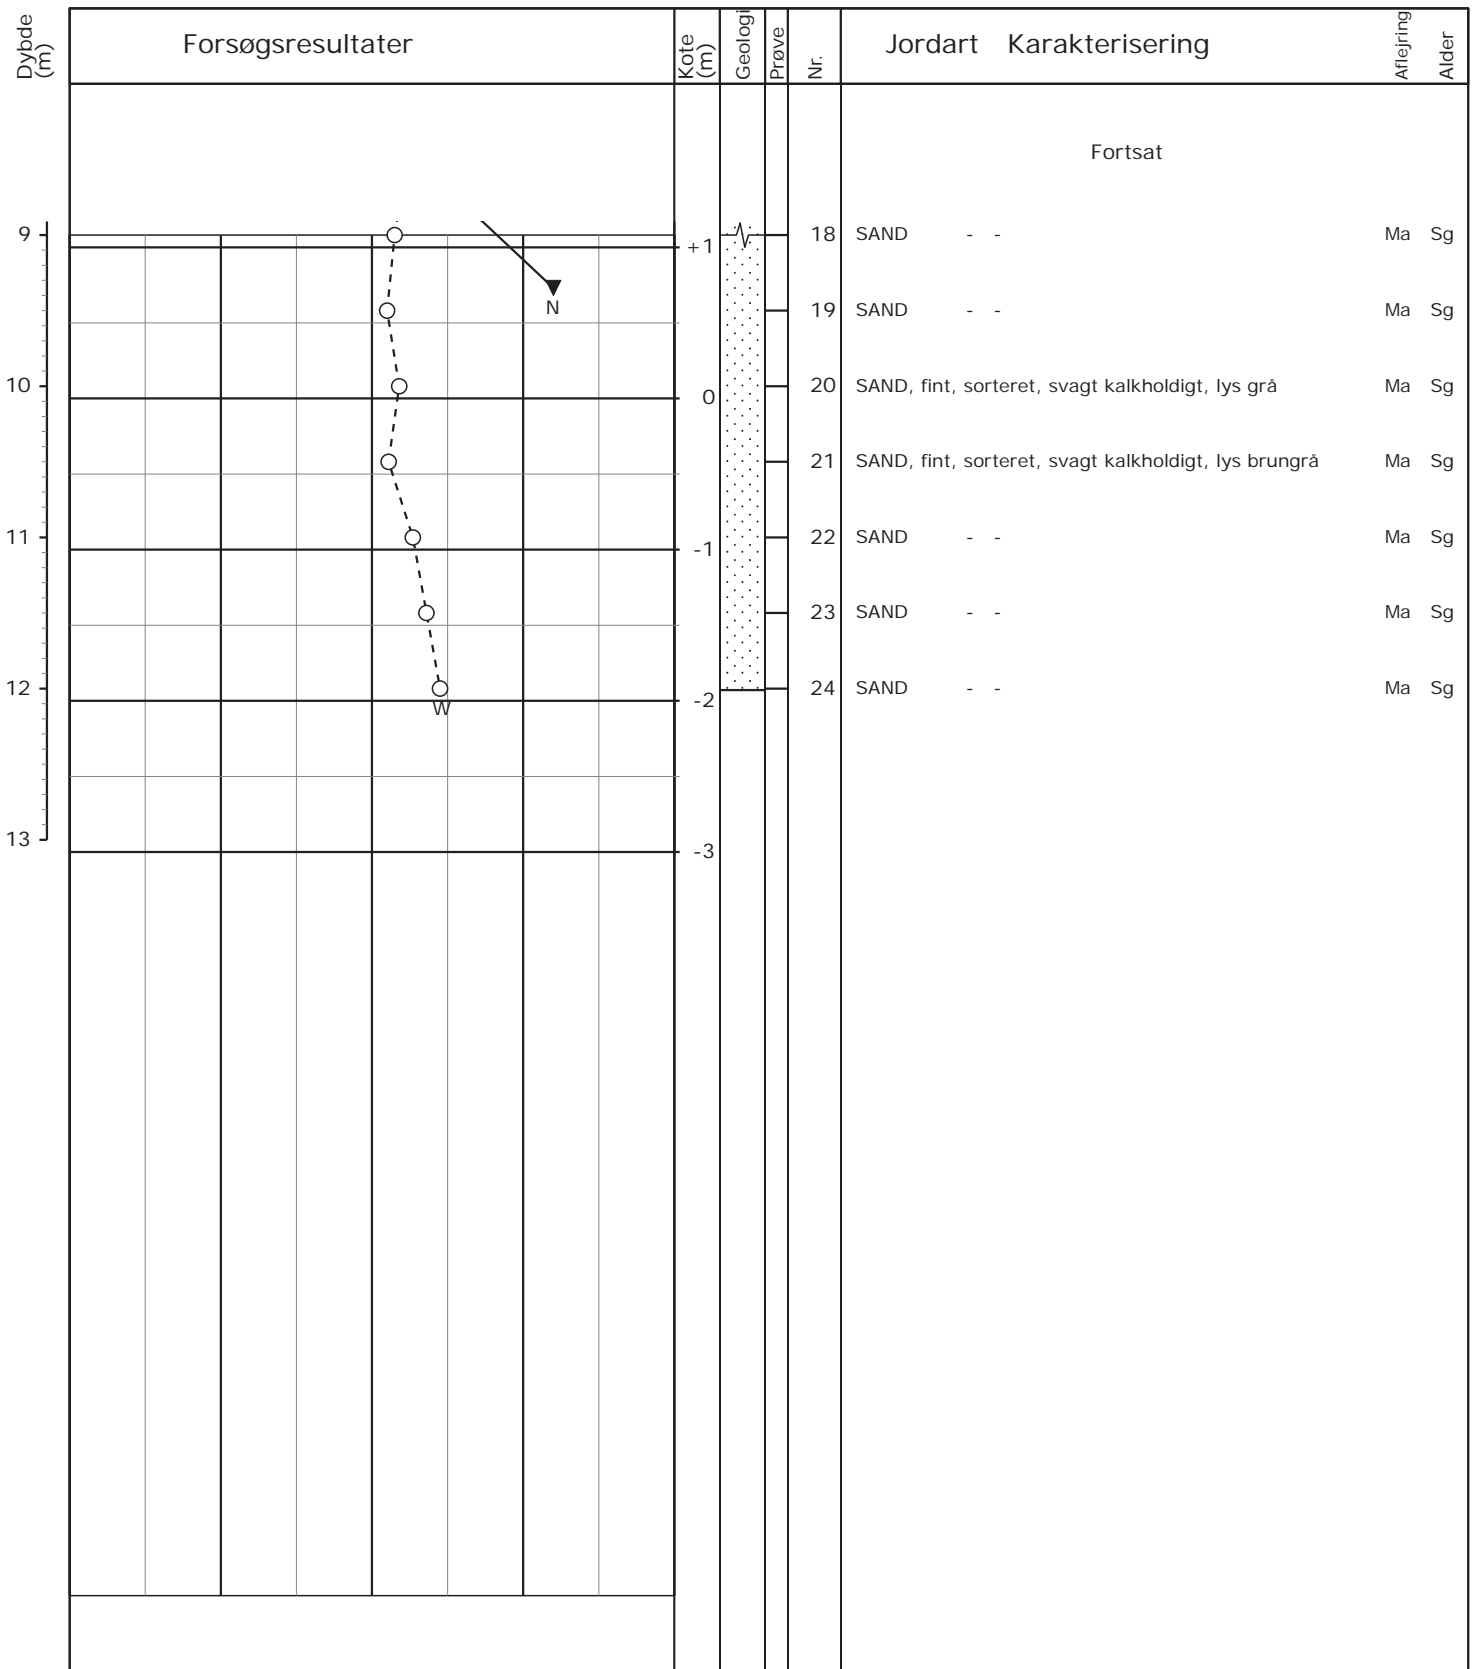 Dybde (m) Forsøgsresultater Kote (m) Geologi Prøve Nr. Jordart Karakterisering Aflejring Alder
Fortsat
9 +1 18 SAND - - Ma Sg
N 19 SAND - - Ma Sg
10 0 20 SAND, fint, sorteret, svagt kalkholdigt, lys grå Ma Sg
21 SAND, fint, sorteret, svagt kalkholdigt, lys brungrå Ma Sg
11 -1 22 SAND - - Ma Sg
23 SAND - - Ma Sg
12 -2 24 SAND - - Ma Sg
W
13 -3